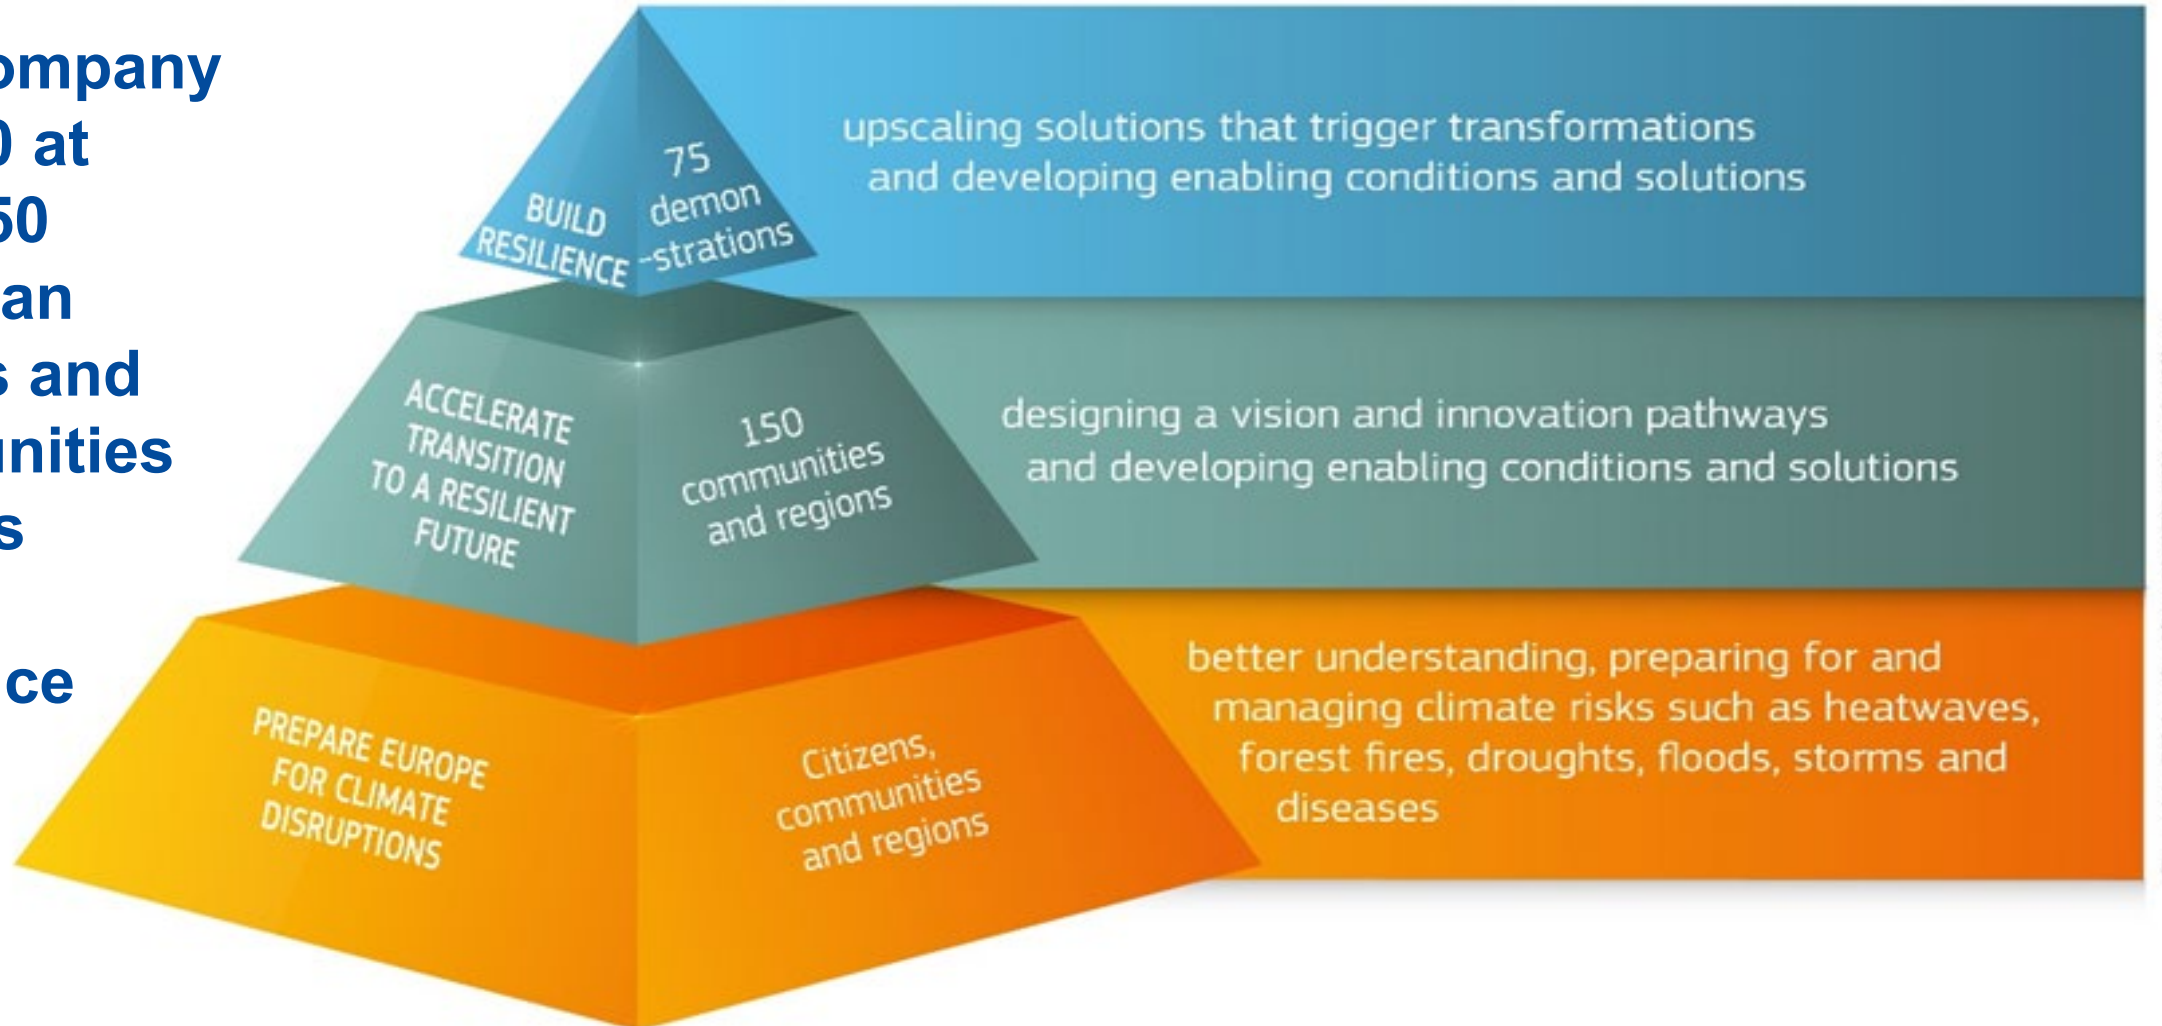 ompany
0 at
50
an
s and
unities
s
ce
BUILD
RESILIENCE
75
demon
-strations
upscaling solutions that trigger transformations
and developing enabling conditions and solutions
ACCELERATE
TRANSITION
TO A RESILIENT
FUTURE
150
communities
and regions
designing a vision and innovation pathways
and developing enabling conditions and solutions
PREPARE EUROPE
FOR CLIMATE
DISRUPTIONS
Citizens,
communities
and regions
better understanding, preparing for and
managing climate risks such as heatwaves,
forest fires, droughts, floods, storms and
diseases